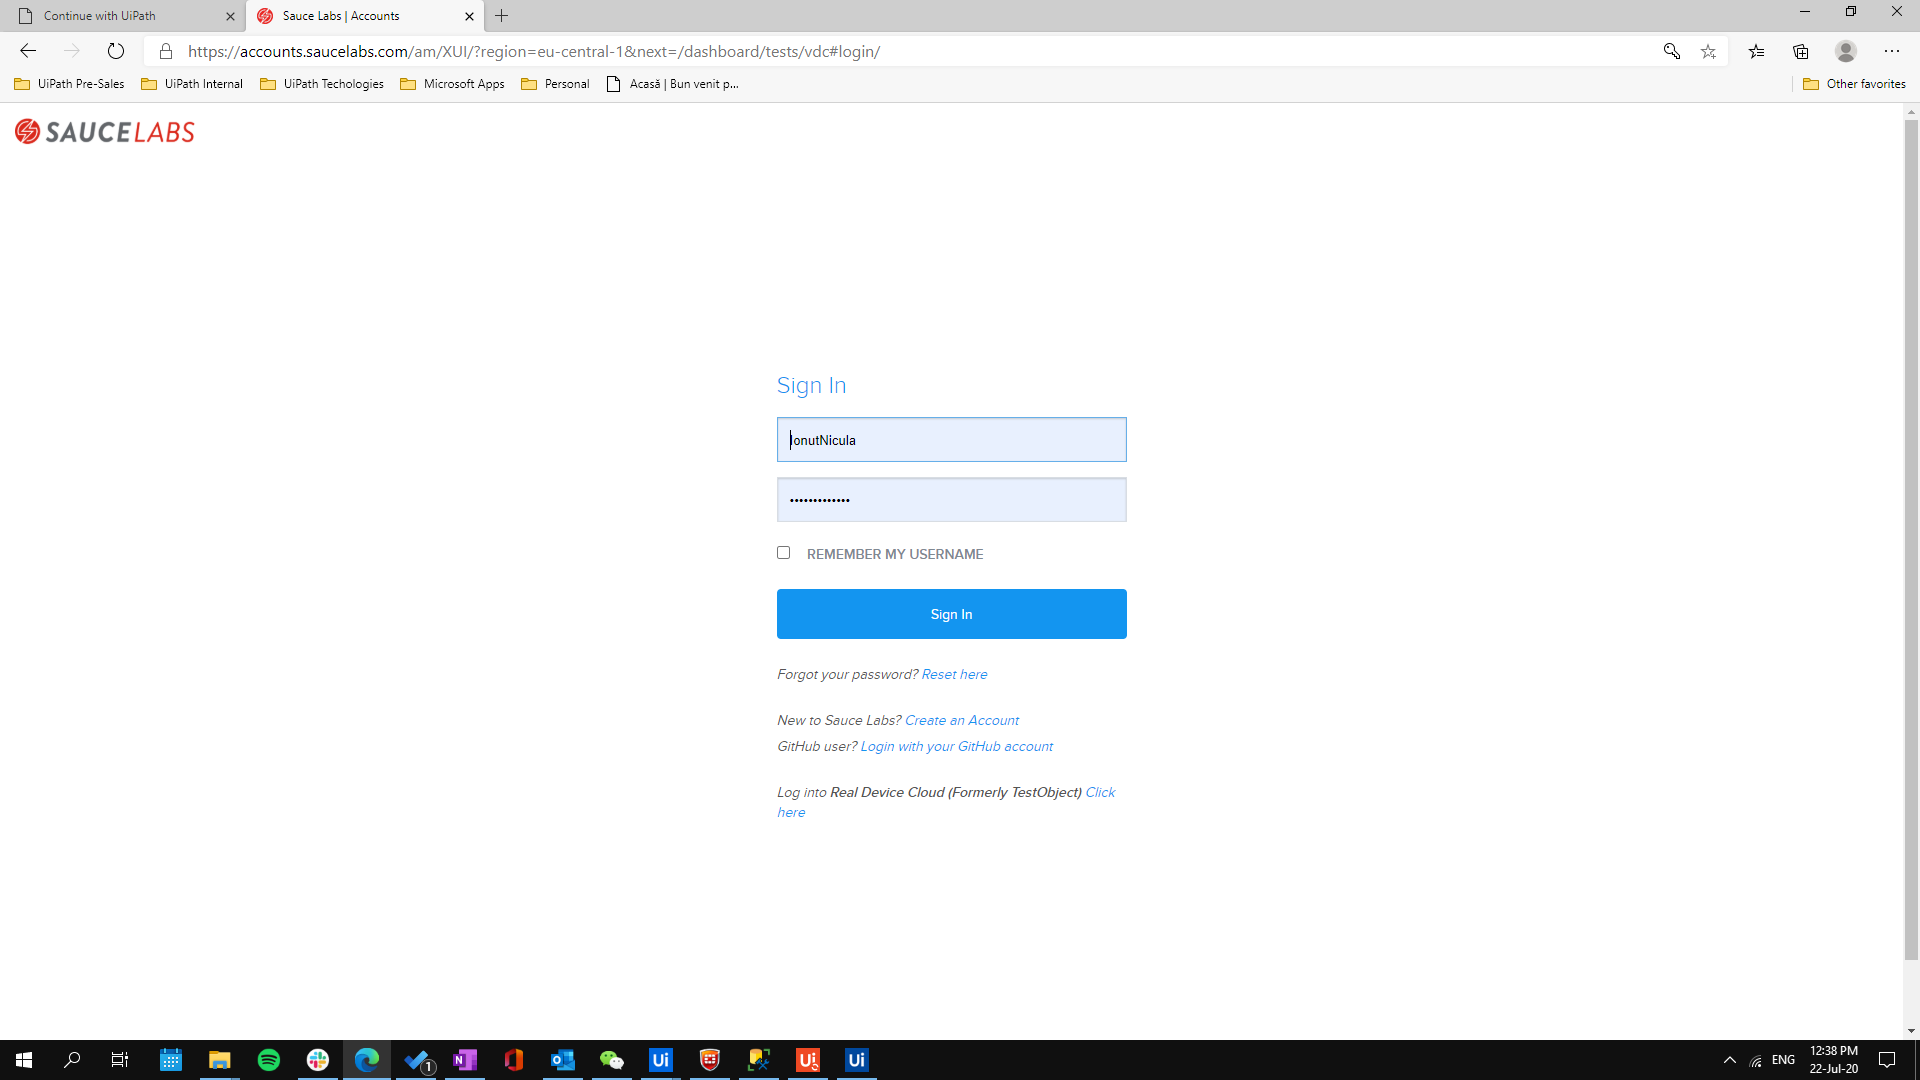 Continue with UiPath
Sauce Labs | Accounts
https://accounts.saucelabs.com/am/XUI/?region=eu-central-1&next=/dashboard/tests/vdc#login/
UiPath Pre-Sales
UiPath Internal
UiPath Techologies
Microsoft Apps
Personal
Acasă | Bun venit p...
Other favorites
SAUCELABS
Sign In
IonutNicula
•••••••••••••
REMEMBER MY USERNAME
Sign In
Forgot your password? Reset here
New to Sauce Labs? Create an Account
GitHub user? Login with your GitHub account
Log into Real Device Cloud (Formerly TestObject) Click
here
1
N
Ui
Ui
Ui
ENG
12:38 PM
22-Jul-20